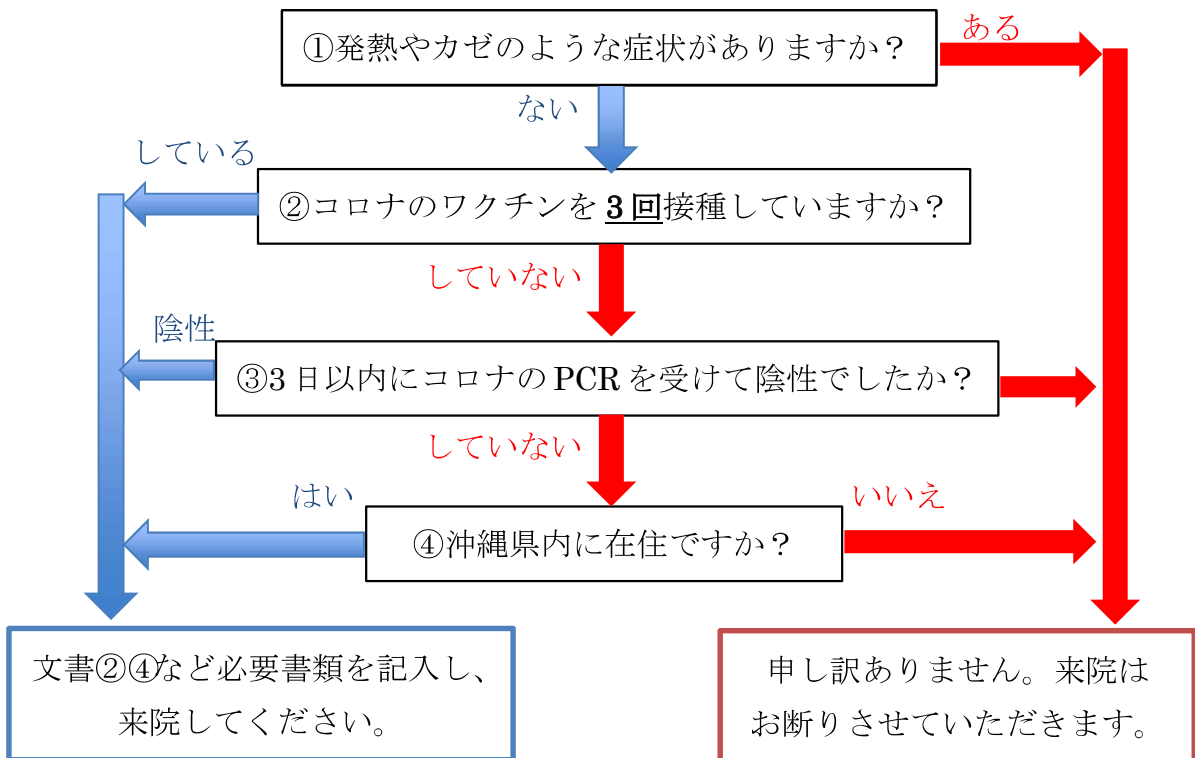 ①発熱やカゼのような症状がありますか？
ある
ない
している
②コロナのワクチンを３回接種していますか？
していない
陰性
③3日以内にコロナの PCR を受けて陰性でしたか？
していない
はい
いいえ
④沖縄県内に在住ですか？
文書②④など必要書類を記入し、
来院してください。
申し訳ありません。来院は
お断りさせていただきます。